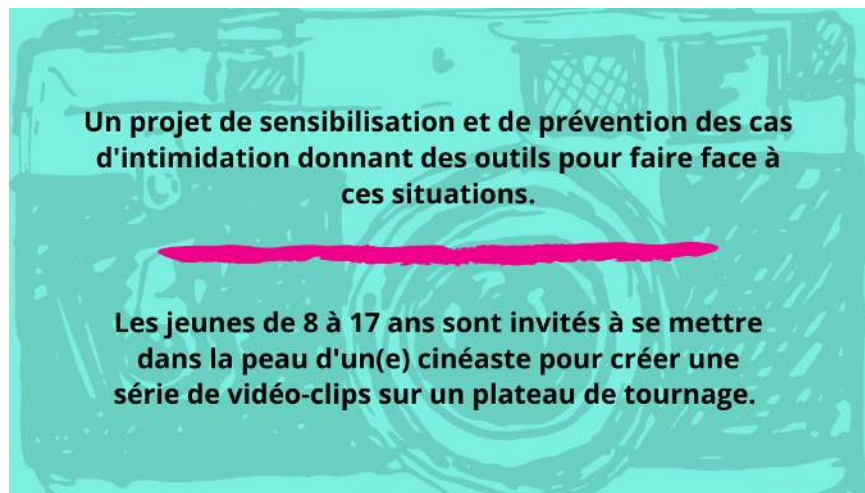 Un projet de sensibilisation et de prévention des cas
d'intimidation donnant des outils pour faire face à
ces situations.
Les jeunes de 8 à 17 ans sont invités à se mettre
dans la peau d'un(e) cinéaste pour créer une
série de vidéo-clips sur un plateau de tournage.